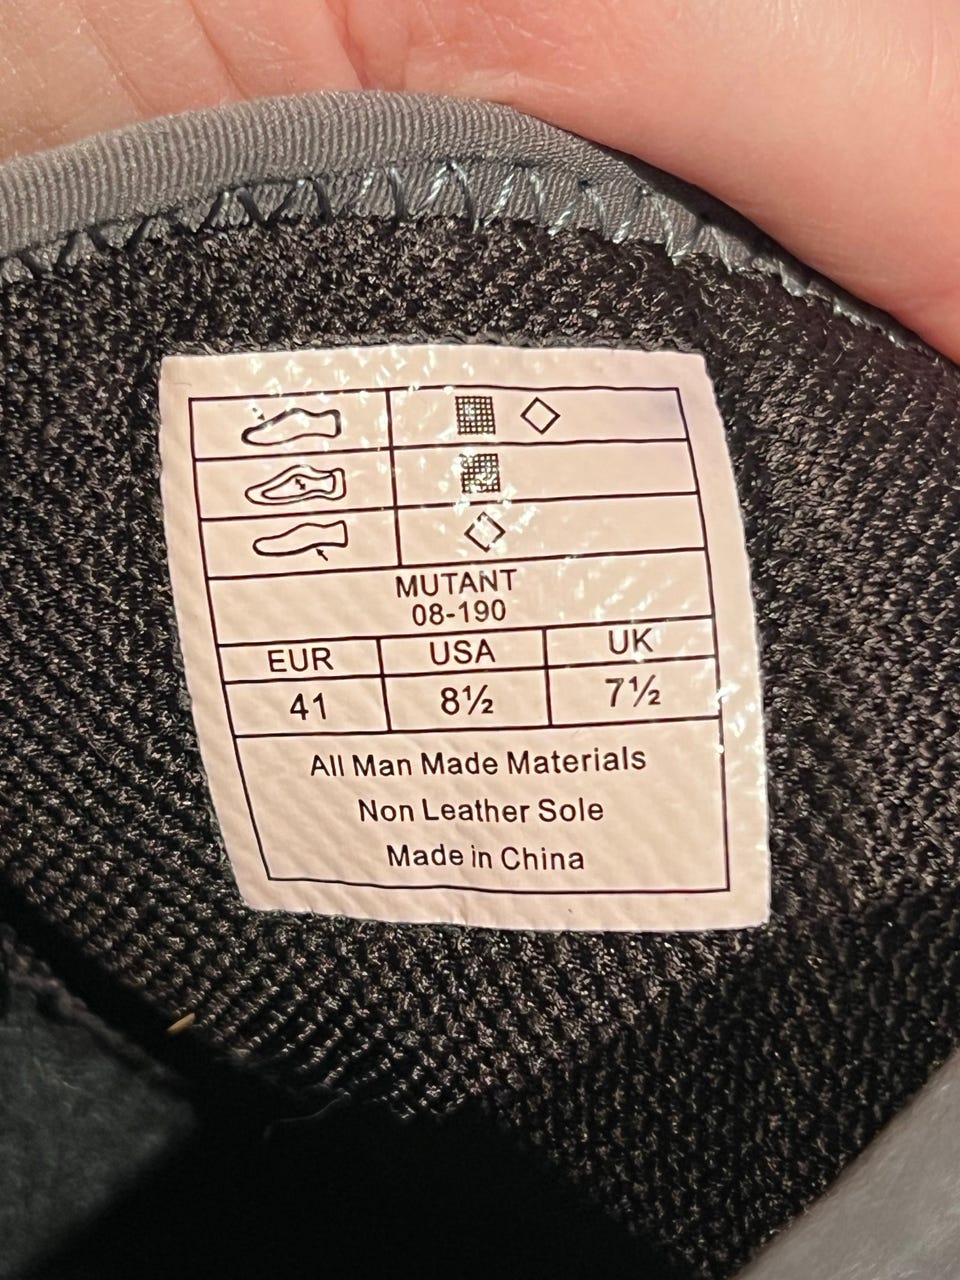 MUTANT
08-190
EUR USA UK
41 8½ 7½
All Man Made Materials
Non Leather Sole
Made in China